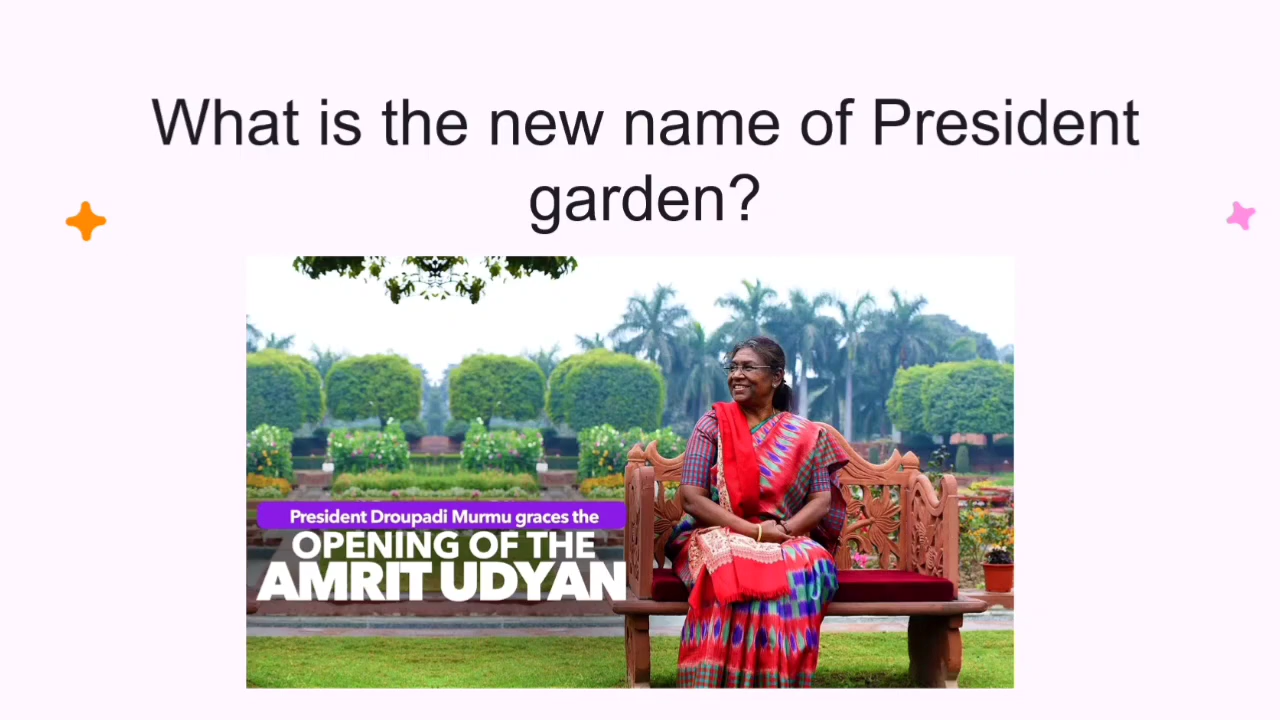 What is the new name of President
garden?
President Droupadi Murmu graces the
OPENING OF THE
AMRIT UDYAN